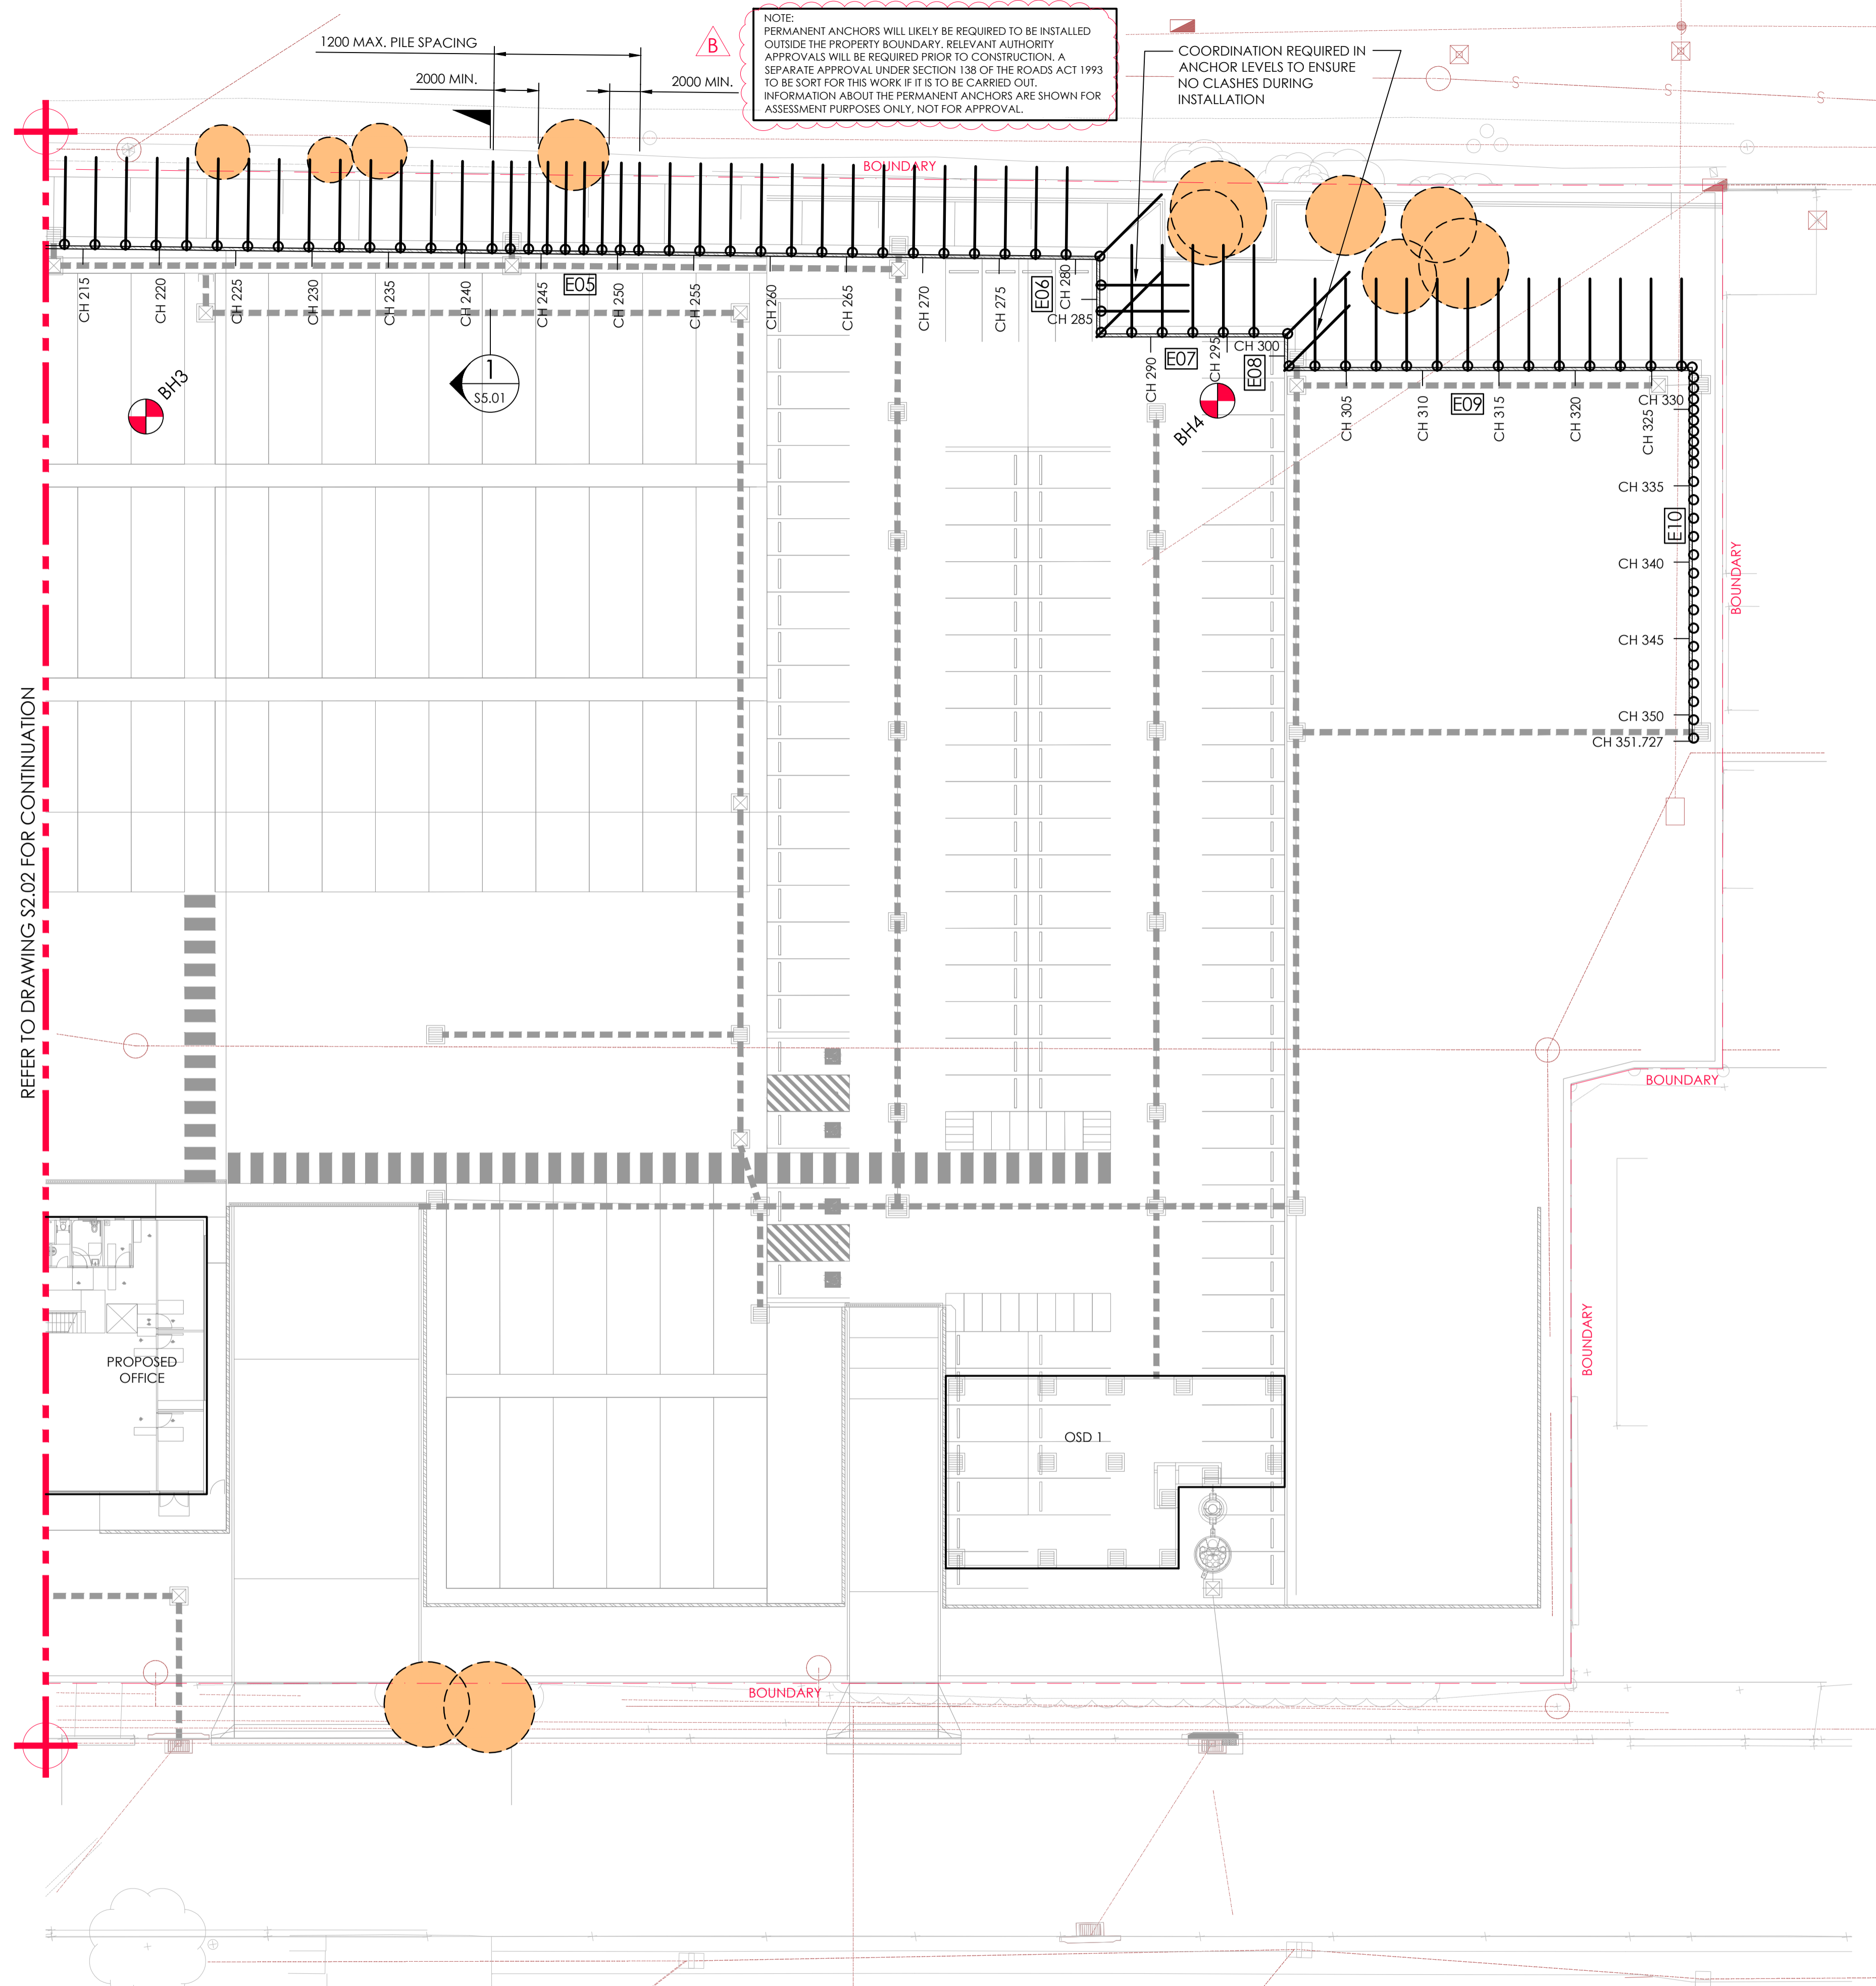 NOTE:
PERMANENT ANCHORS WILL LIKELY BE REQUIRED TO BE INSTALLED
OUTSIDE THE PROPERTY BOUNDARY. RELEVANT AUTHORITY
APPROVALS WILL BE REQUIRED PRIOR TO CONSTRUCTION. A
SEPARATE APPROVAL UNDER SECTION 138 OF THE ROADS ACT 1993
TO BE SORT FOR THIS WORK IF IT IS TO BE CARRIED OUT.
INFORMATION ABOUT THE PERMANENT ANCHORS ARE SHOWN FOR
ASSESSMENT PURPOSES ONLY, NOT FOR APPROVAL.
B
1200 MAX. PILE SPACING
2000 MIN.
2000 MIN.
COORDINATION REQUIRED IN
ANCHOR LEVELS TO ENSURE
NO CLASHES DURING
INSTALLATION
S
S
S
BOUNDARY
CH 215
CH 220
CH 225
CH 230
CH 235
CH 240
CH 245
E05
CH 250
CH 255
CH 260
CH 265
CH 270
CH 275
E06
CH 280
CH 285
CH 290
E07
CH 295
CH 300
E08
CH 305
CH 310
E09
CH 315
CH 320
CH 325
CH 330
CH 335
E10
CH 340
CH 345
CH 350
CH 351.727
BH3
1
S5.01
BH4
BOUNDARY
REFER TO DRAWING S2.02 FOR CONTINUATION
BOUNDARY
BOUNDARY
PROPOSED
OFFICE
OSD 1
BOUNDARY